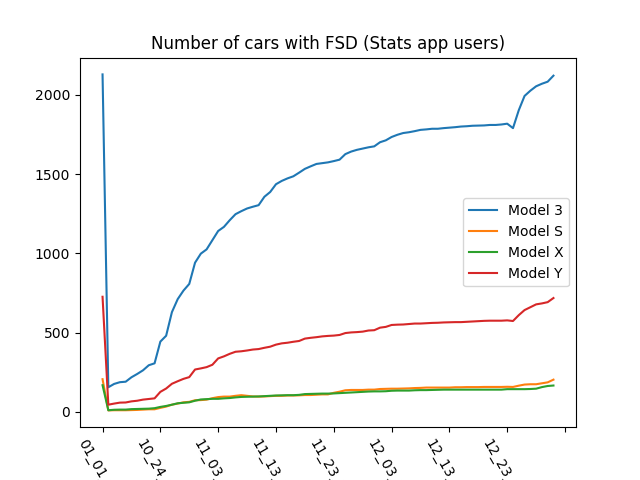 Number of cars with FSD (Stats app users)
2000
1500
1000
500
0
Model 3
Model S
Model X
Model Y
01_01
10_24
11_03
11_13
11_23
12_03
12_13
12_23